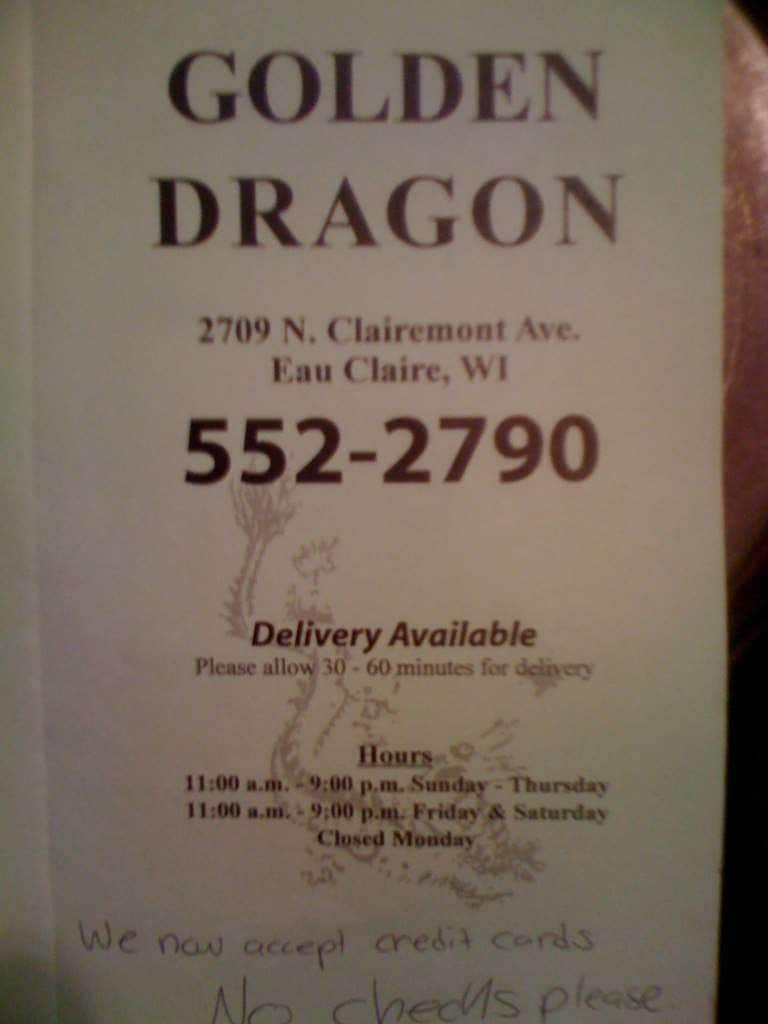 GOLDEN
DRAGON
2709 N. Clairemont Ave.
Eau Claire, WI
552-2790
Delivery Available
Please allow 30 - 60 minutes for delivery
Hours
11:00 a.m. - 9:00 p.m. Sunday - Thursday
11:00 a.m. - 9:00 p.m. Friday & Saturday
Closed Monday
We now accept credit cards
No checks please.